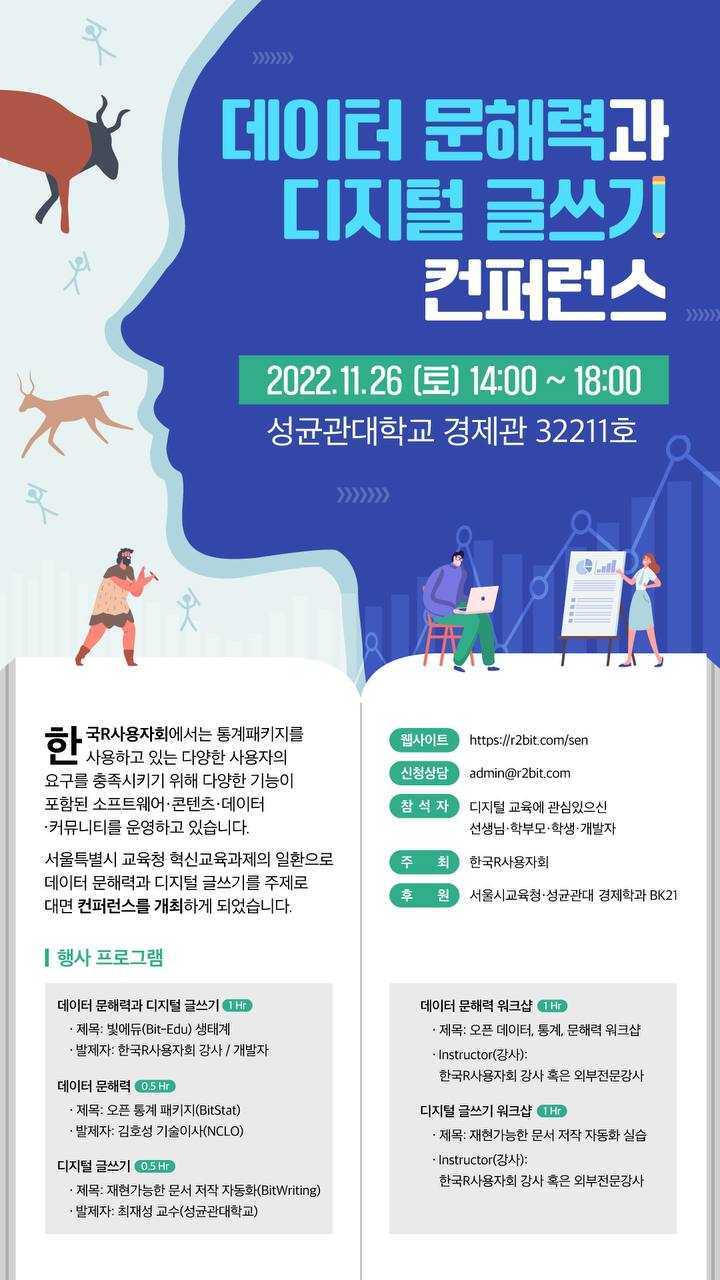 데이터 문해력과
디지털 글쓰기
컨퍼런스
2022.11.26 (토) 14:00 ~ 18:00
성균관대학교 경제관 32211호
한국R사용자회에서는 통계패키지를
사용하고 있는 다양한 사용자의
요구를 충족시키기 위해 다양한 기능이
포함된 소프트웨어·콘텐츠·데이터
·커뮤니티를 운영하고 있습니다.
서울특별시 교육청 혁신교육과제의 일환으로
데이터 문해력과 디지털 글쓰기를 주제로
대면 컨퍼런스를 개최하게 되었습니다.
웹사이트 https://r2bit.com/sen
신청상담 admin@r2bit.com
참 석 자 디지털 교육에 관심있으신
선생님·학부모·학생·개발자
주 최 한국R사용자회
후 원 서울시교육청·성균관대 경제학과 BK21
행사 프로그램
데이터 문해력과 디지털 글쓰기 1 Hr
· 제목: 빛에듀(Bit-Edu) 생태계
· 발제자: 한국R사용자회 강사 / 개발자
데이터 문해력 0.5 Hr
· 제목: 오픈 통계 패키지(BitStat)
· 발제자: 김호성 기술이사(NCLO)
디지털 글쓰기 0.5 Hr
· 제목: 재현가능한 문서 저작 자동화(BitWriting)
· 발제자: 최재성 교수(성균관대학교)
데이터 문해력 워크샵 1 Hr
· 제목: 오픈 데이터, 통계, 문해력 워크샵
· Instructor(강사):
한국R사용자회 강사 혹은 외부전문강사
디지털 글쓰기 워크샵 1 Hr
· 제목: 재현가능한 문서 저작 자동화 실습
· Instructor(강사):
한국R사용자회 강사 혹은 외부전문강사